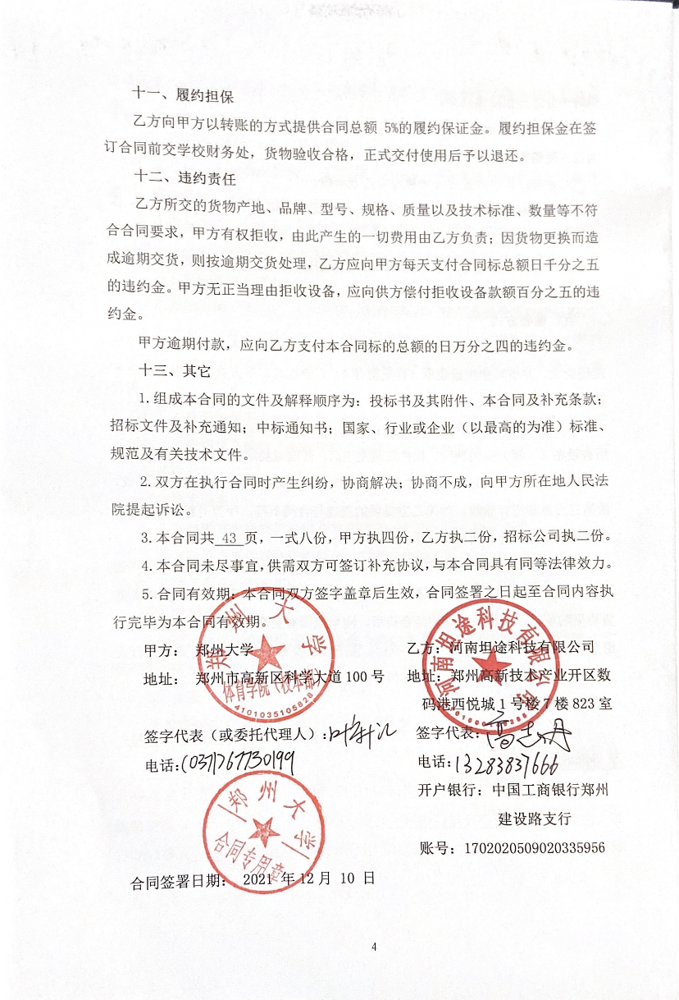 十一、履约担保
乙方向甲方以转账的方式提供合同总额 5%的履约保证金。履约担保金在签
订合同前交学校财务处，货物验收合格，正式交付使用后予以退还。
十二、违约责任
乙方所交的货物产地、品牌、型号、规格、质量以及技术标准、数量等不符
合合同要求，甲方有权拒收，由此产生的一切费用由乙方负责；因货物更换而造
成逾期交货，则按逾期交货处理，乙方应向甲方每天支付合同标总额日千分之五
的违约金。甲方无正当理由拒收设备，应向供方偿付拒收设备款额百分之五的违
约金。
甲方逾期付款，应向乙方支付本合同标的总额的日万分之四的违约金。
十三、其它
1.组成本合同的文件及解释顺序为：投标书及其附件、本合同及补充条款；
招标文件及补充通知；中标通知书；国家、行业或企业（以最高的为准）标准、
规范及有关技术文件。
2.双方在执行合同时产生纠纷，协商解决；协商不成，向甲方所在地人民法
院提起诉讼。
3.本合同共 43 页，一式八份，甲方执四份，乙方执二份，招标公司执二份。
4.本合同未尽事宜，供需双方可签订补充协议，与本合同具有同等法律效力。
5.合同有效期：本合同双方签字盖章后生效，合同签署之日起至合同内容执
行完毕为本合同有效期。
甲方： 郑州大学
地址： 郑州市高新区科学大道 100 号
签字代表（或委托代理人）：
电话：(0371)67730199
郑州大学
体育学院（校本部）
4101035105828
郑州大学
合同专用章
乙方：河南坦途科技有限公司
地址：郑州高新技术产业开区数
码港西悦城 1 号楼 7 楼 823 室
签字代表：高志丹
电话：13283837666
开户银行：中国工商银行郑州
建设路支行
账号：1702020509020335956
河南坦途科技有限公司
合同签署日期： 2021 年 12 月 10 日
4